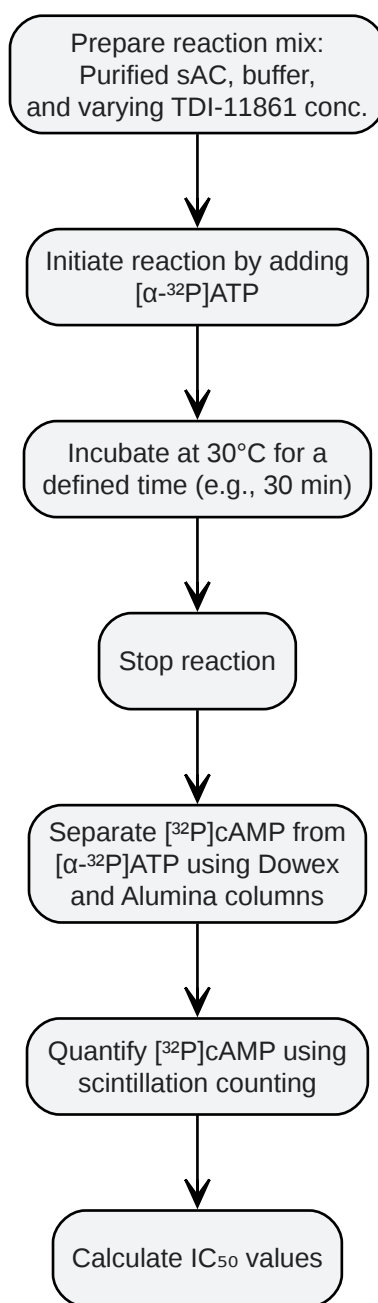 Prepare reaction mix:
Purified sAC, buffer,
and varying TDI-11861 conc.
Initiate reaction by adding
[α-³²P]ATP
Incubate at 30°C for a
defined time (e.g., 30 min)
Stop reaction
Separate [³²P]cAMP from
[α-³²P]ATP using Dowex
and Alumina columns
Quantify [³²P]cAMP using
scintillation counting
Calculate IC₅₀ values